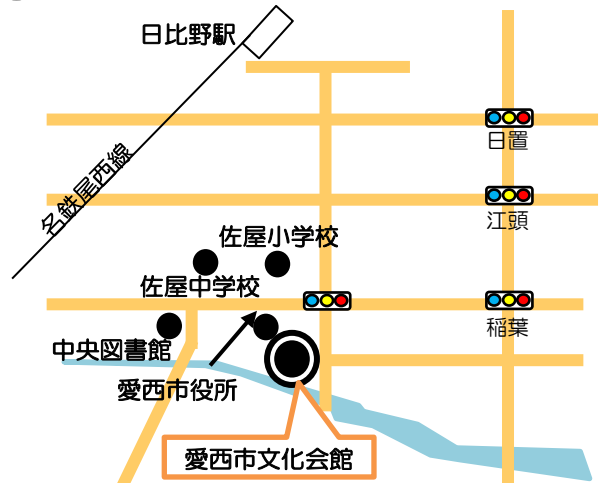 日比野駅
名鉄尾西線
日置
江頭
佐屋小学校
佐屋中学校
稲葉
中央図書館
愛西市役所
愛西市文化会館